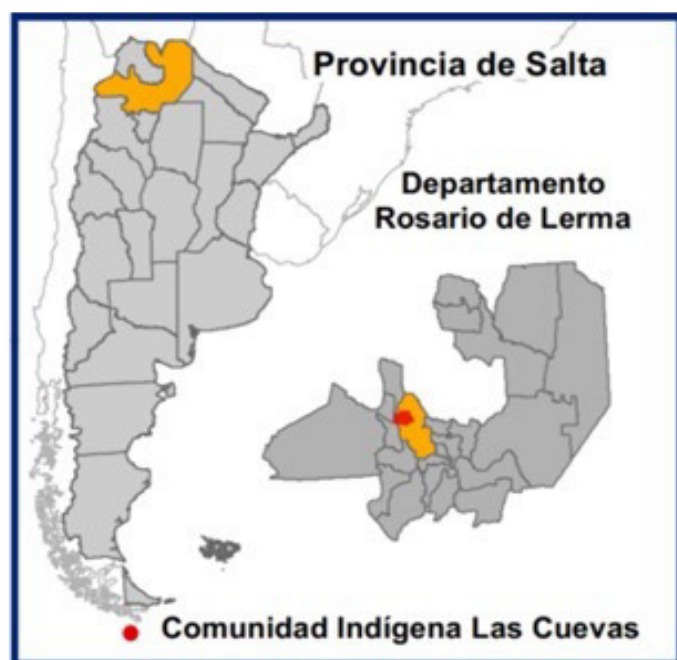 Provincia de Salta
Departamento
Rosario de Lerma
Comunidad Indígena Las Cuevas